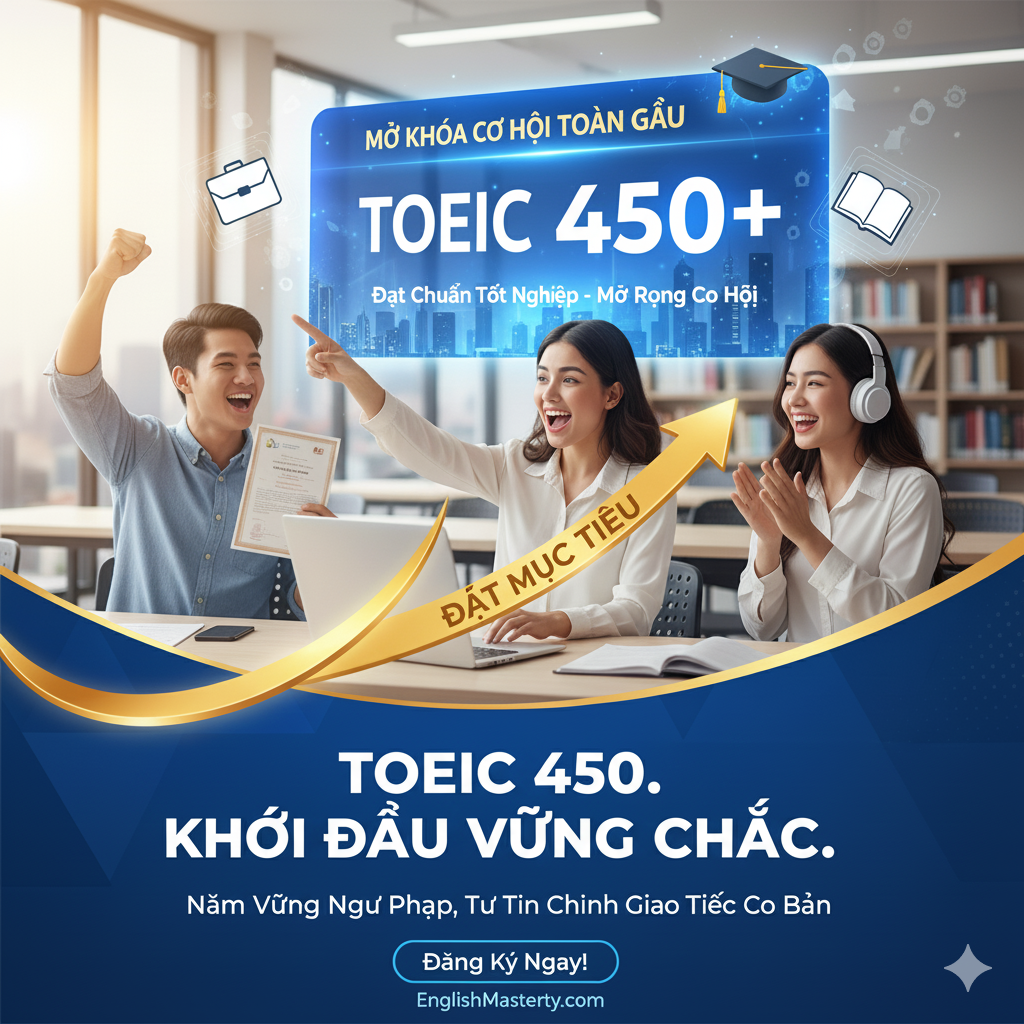 MỞ KHÓA CƠ HỘI TOÀN GẦU
TOEIC 450+
Đạt Chuẩn Tốt Nghiệp - Mở Rọng Co Hội
ĐẶT MỤC TIÊU
TOEIC 450.
KHỚI ĐẦU VỮNG CHẮC.
Năm Vững Ngư Phạp, Tư Tin Chinh Giao Tiếc Co Bản
Đăng Ký Ngay!
EnglishMasterty.com